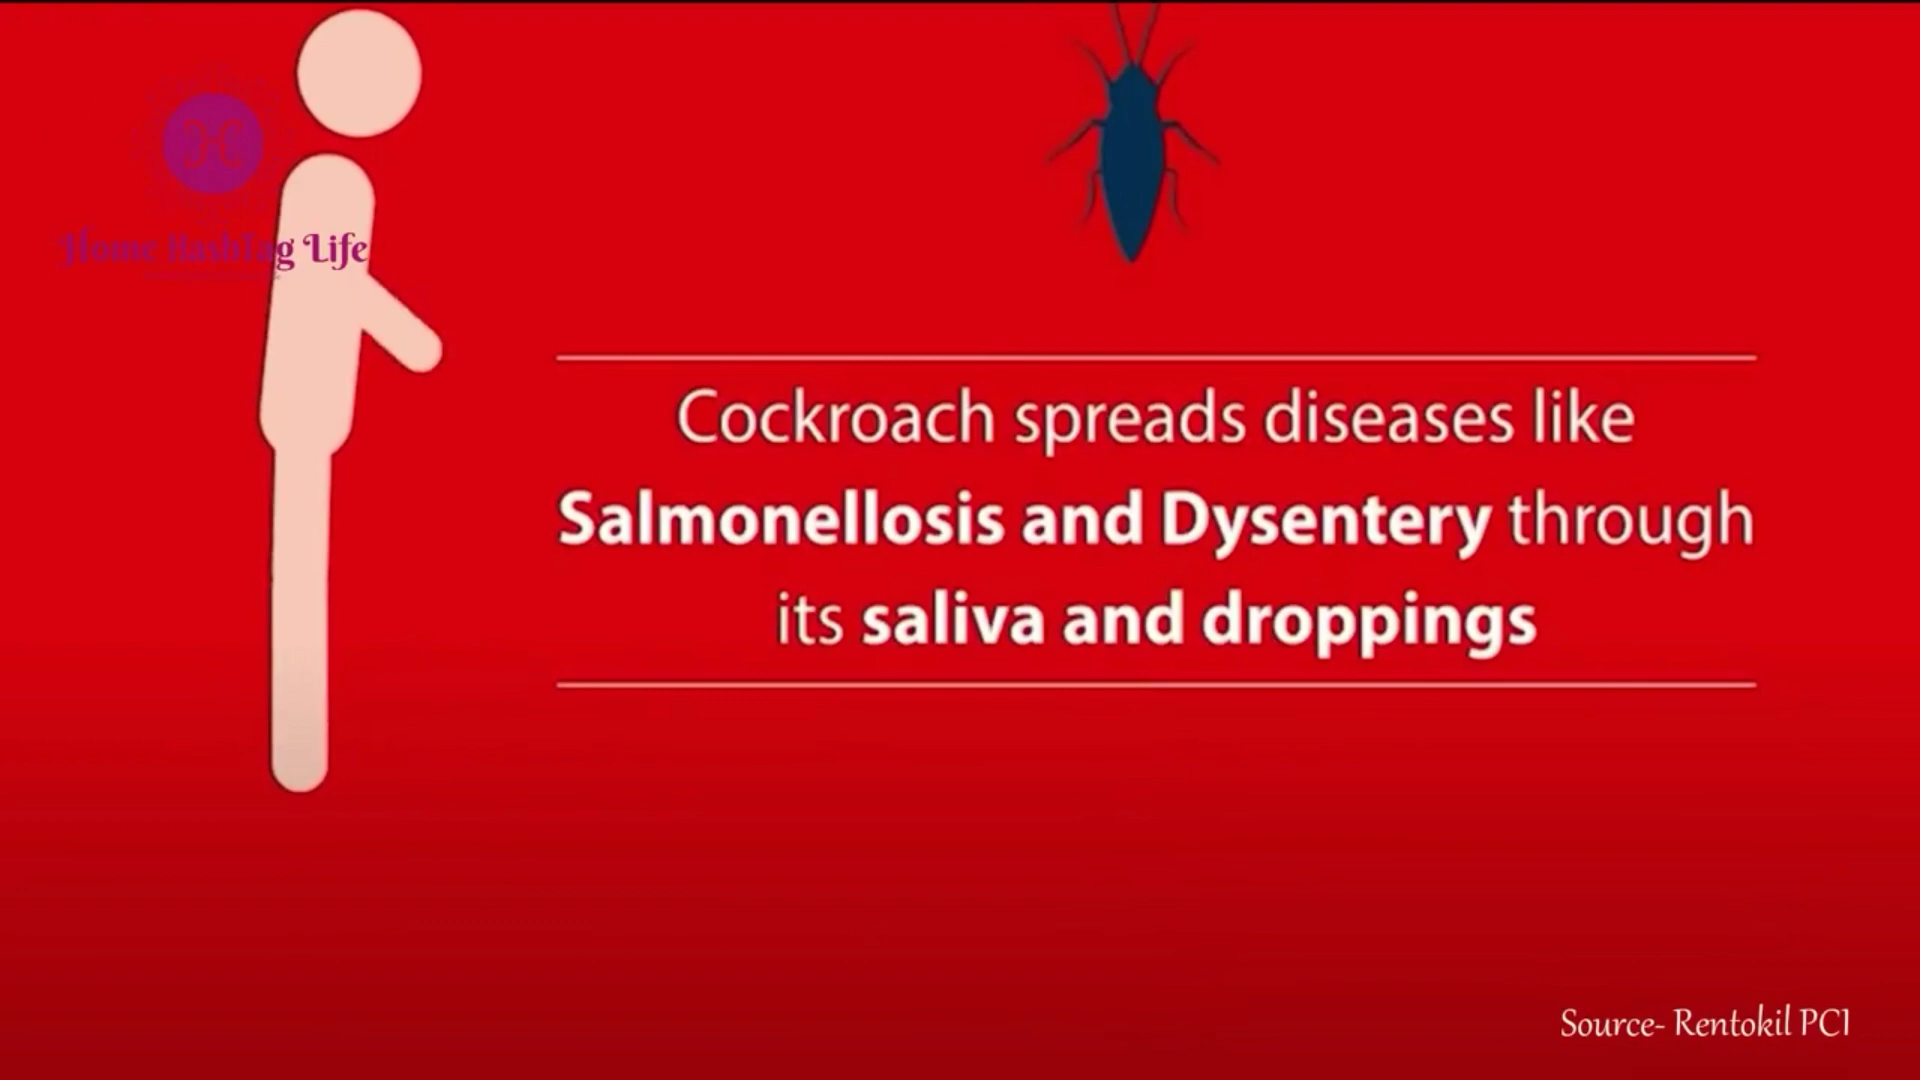 Home HashTag Life
Cockroach spreads diseases like
Salmonellosis and Dysentery through
its saliva and droppings
Source- Rentokil PCI